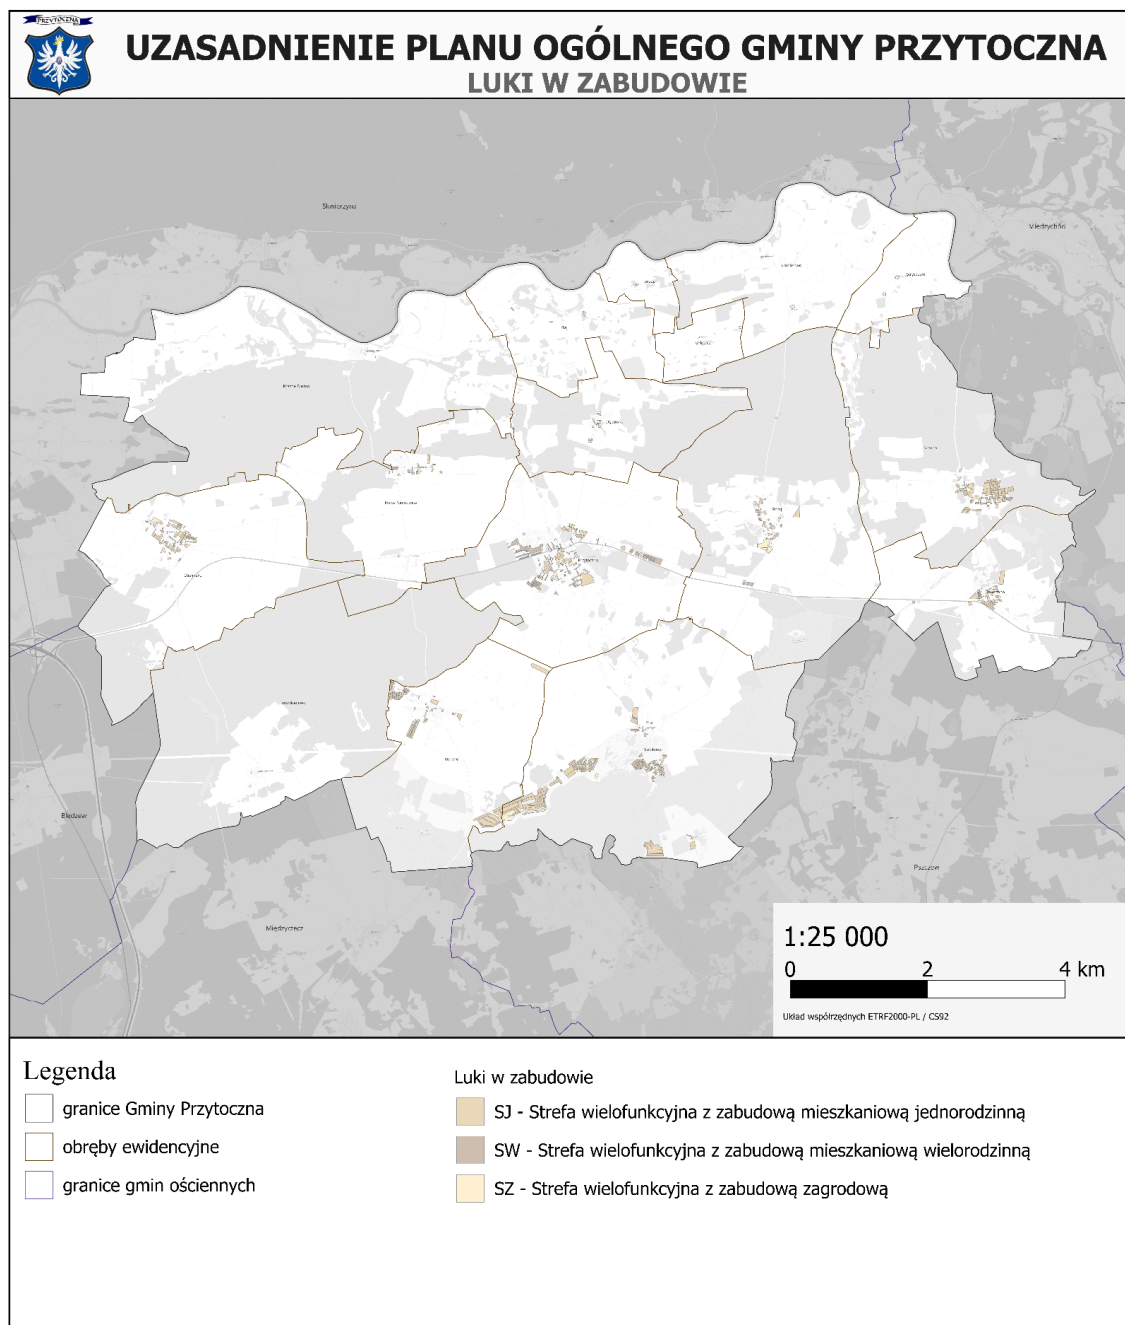 PRZYTOCZNA
UZASADNIENIE PLANU OGÓLNEGO GMINY PRZYTOCZNA
LUKI W ZABUDOWIE
Skwierzyna
Międzychód
Przytoczna
Bledzew
Międzyrzecz
Pszczew
1:25 000
0 2 4 km
Układ współrzędnych ETRF2000-PL / CS92
Legenda
granice Gminy Przytoczna
obręby ewidencyjne
granice gmin ościennych
Luki w zabudowie
SJ - Strefa wielofunkcyjna z zabudową mieszkaniową jednorodzinną
SW - Strefa wielofunkcyjna z zabudową mieszkaniową wielorodzinną
SZ - Strefa wielofunkcyjna z zabudową zagrodową